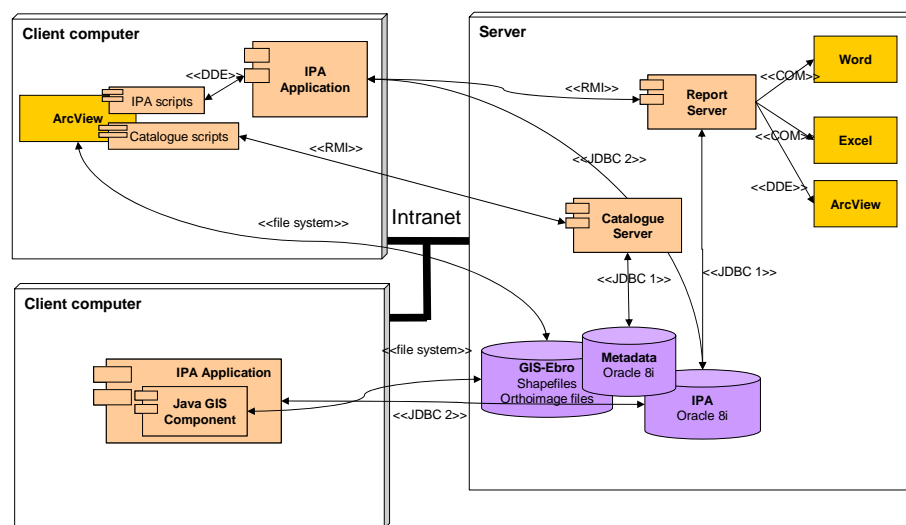 Client computer
IPA
Application
<<DDE>>
IPA scripts
ArcView
Catalogue scripts
<<RMI>>
<<file system>>
Intranet
Server
Word
<<COM>>
<<RMI>>
Report
Server
<<COM>>
Excel
<<JDBC 2>>
<<DDE>>
ArcView
Catalogue
Server
<<JDBC 1>>
<<JDBC 1>>
Client computer
<<file system>>
IPA Application
Java GIS
Component
<<JDBC 2>>
GIS-Ebro
Shapefiles
Orthoimage files
Metadata
Oracle 8i
IPA
Oracle 8i